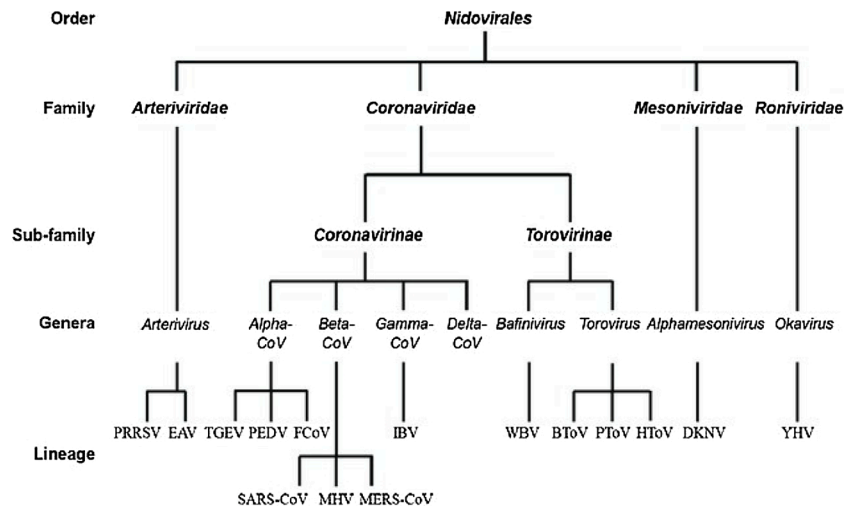 Order Nidovirales
Family Arteriviridae Coronaviridae Mesoniviridae Roniviridae
Sub-family Coronavirinae Torovirinae
Genera Arterivirus Alpha- Beta- Gamma- Delta- Bafinivirus Torovirus Alphamesonivirus Okavirus
CoV CoV CoV CoV
PRRSV EAV TGEV PEDV FCoV IBV WBV BToV PToV HToV DKNV YHV
Lineage
SARS-CoV MHV MERS-CoV